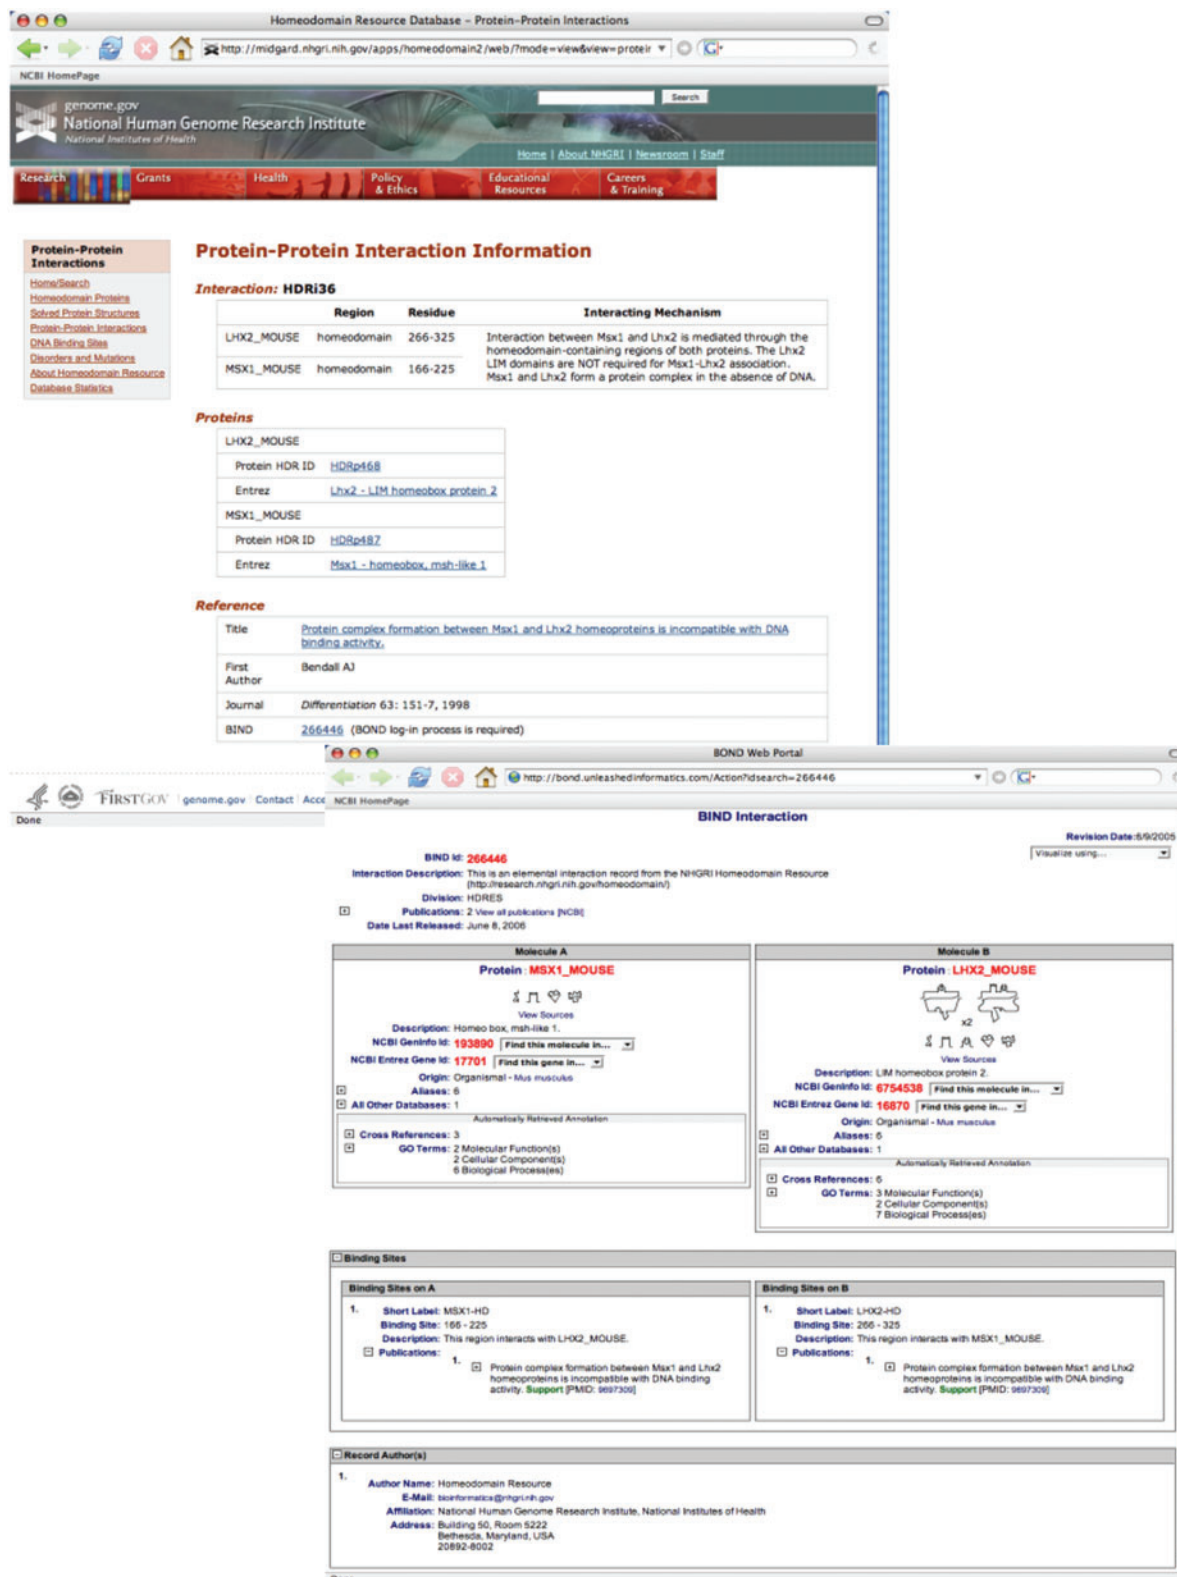 Homeodomain Resource Database – Protein-Protein Interactions
http://midgard.nhgri.nih.gov/apps/homeodomain2/web/?mode=view&view=protein
NCBI HomePage
genome.gov
National Human Genome Research Institute
National Institutes of Health
Search
Home | About NHGRI | Newsroom | Staff
Research Grants Health Policy & Ethics Educational Resources Careers & Training
Protein-Protein
Interactions
Home/Search
Homeodomain Proteins
Solved Protein Structures
Protein-Protein Interactions
DNA Binding Sites
Disorders and Mutations
About Homeodomain Resource
Database Statistics
Protein-Protein Interaction Information
Interaction: HDRi36
Region Residue Interacting Mechanism
LHX2_MOUSE homeodomain 266-325
MSX1_MOUSE homeodomain 166-225
Interaction between Msx1 and Lhx2 is mediated through the
homeodomain-containing regions of both proteins. The Lhx2
LIM domains are NOT required for Msx1-Lhx2 association.
Msx1 and Lhx2 form a protein complex in the absence of DNA.
Proteins
LHX2_MOUSE
Protein HDR ID HDRp468
Entrez Lhx2 - LIM homeobox protein 2
MSX1_MOUSE
Protein HDR ID HDRp487
Entrez Msx1 - homeobox, msh-like 1
Reference
Title Protein complex formation between Msx1 and Lhx2 homeoproteins is incompatible with DNA
binding activity.
First
Author Bendall AJ
Journal Differentiation 63: 151-7, 1998
BIND 266446 (BOND log-in process is required)
FIRSTGOV genome.gov Contact Acce
Done
BOND Web Portal
http://bond.unleashedinformatics.com/Action?idsearch=266446
NCBI HomePage
BIND Interaction
Revision Date:6/9/2005
Visualize using...
BIND Id: 266446
Interaction Description: This is an elemental interaction record from the NHGRI Homeodomain Resource
(http://research.nhgri.nih.gov/homeodomain/)
Division: HDRES
Publications: 2 View all publications [NCBI]
Date Last Released: June 8, 2006
Molecule A
Protein : MSX1_MOUSE
View Sources
Description: Homeo box, msh-like 1.
NCBI GenInfo Id: 193890 Find this molecule in...
NCBI Entrez Gene Id: 17701 Find this gene in...
Origin: Organismal - Mus musculus
Aliases: 6
All Other Databases: 1
Automatically Retrieved Annotation
Cross References: 3
GO Terms: 2 Molecular Function(s)
2 Cellular Component(s)
6 Biological Process(es)
Molecule B
Protein : LHX2_MOUSE
x2
View Sources
Description: LIM homeobox protein 2.
NCBI GenInfo Id: 6754538 Find this molecule in...
NCBI Entrez Gene Id: 16870 Find this gene in...
Origin: Organismal - Mus musculus
Aliases: 6
All Other Databases: 1
Automatically Retrieved Annotation
Cross References: 6
GO Terms: 3 Molecular Function(s)
2 Cellular Component(s)
7 Biological Process(es)
Binding Sites
Binding Sites on A
1. Short Label: MSX1-HD
Binding Site: 166 - 225
Description: This region interacts with LHX2_MOUSE.
Publications:
1. Protein complex formation between Msx1 and Lhx2
homeoproteins is incompatible with DNA binding
activity. Support [PMID: 9697309]
Binding Sites on B
1. Short Label: LHX2-HD
Binding Site: 266 - 325
Description: This region interacts with MSX1_MOUSE.
Publications:
1. Protein complex formation between Msx1 and Lhx2
homeoproteins is incompatible with DNA binding
activity. Support [PMID: 9697309]
Record Author(s)
1. Author Name: Homeodomain Resource
E-Mail: bioinformatics@nhgri.nih.gov
Affiliation: National Human Genome Research Institute, National Institutes of Health
Address: Building 50, Room 5222
Bethesda, Maryland, USA
20892-8002